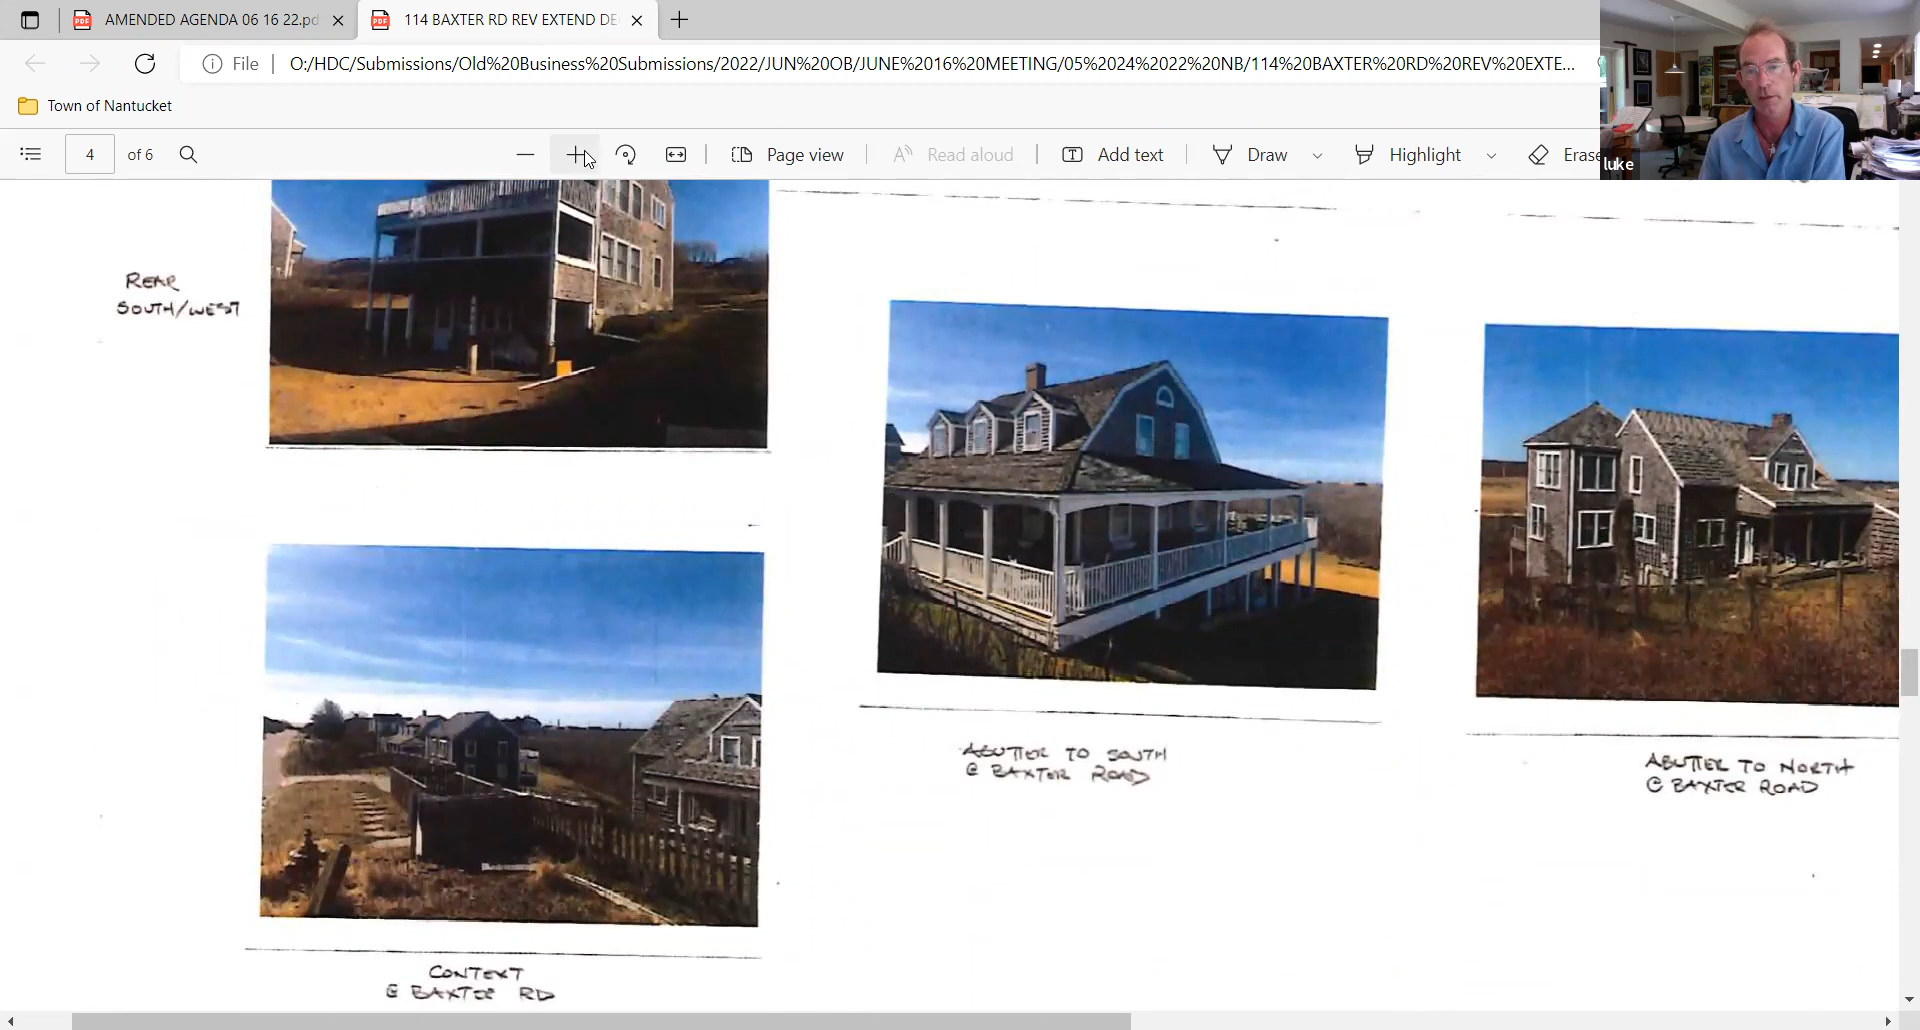 AMENDED AGENDA 06 16 22.pd
114 BAXTER RD REV EXTEND DE
File
O:/HDC/Submissions/Old%20Business%20Submissions/2022/JUN%20OB/JUNE%2016%20MEETING/05%2024%2022%20NB/114%20BAXTER%20RD%20REV%20EXTE...
Town of Nantucket
4 of 6
Page view
Read aloud
Add text
Draw
Highlight
Erase
luke
REAR
SOUTH/WEST
ABUTTER TO SOUTH
@ BAXTER ROAD
ABUTTER TO NORTH
@ BAXTER ROAD
CONTEXT
@ BAXTER RD